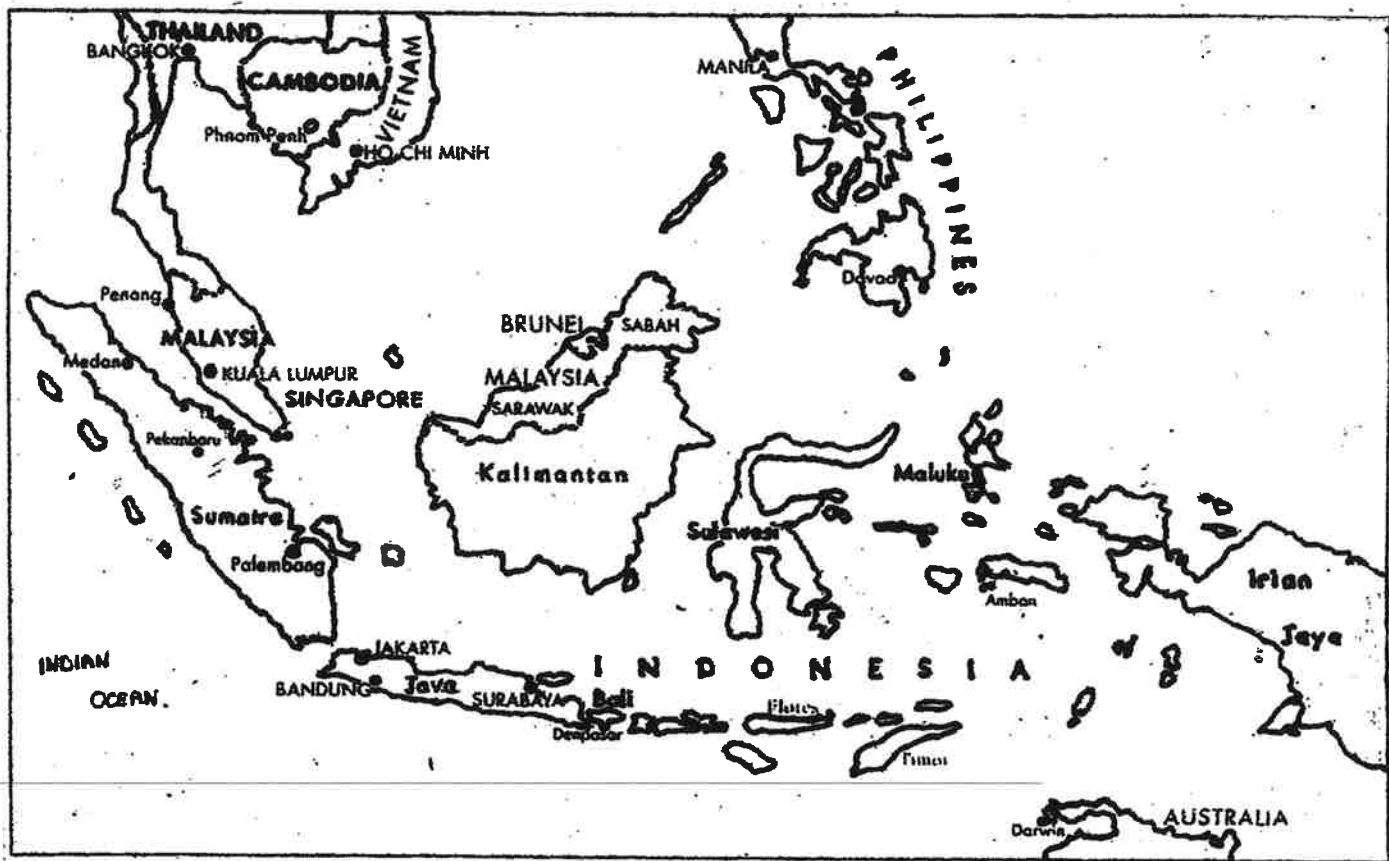 THAILAND
BANGKOK
CAMBODIA
VIETNAM
Phnom Penh
HO CHI MINH
MANILA
PHILIPPINES
Davao
Penang
MALAYSIA
Medan
KUALA LUMPUR
SINGAPORE
BRUNEI
SABAH
MALAYSIA
SARAWAK
Pekanbaru
Kalimantan
Maluku
Sumatra
Sulawesi
Palembang
Irian
Jaya
Ambon
INDIAN
OCEAN.
JAKARTA
INDONESIA
BANDUNG
Java
SURABAYA
Bali
Denpasar
Flores
Timor
Darwin
AUSTRALIA